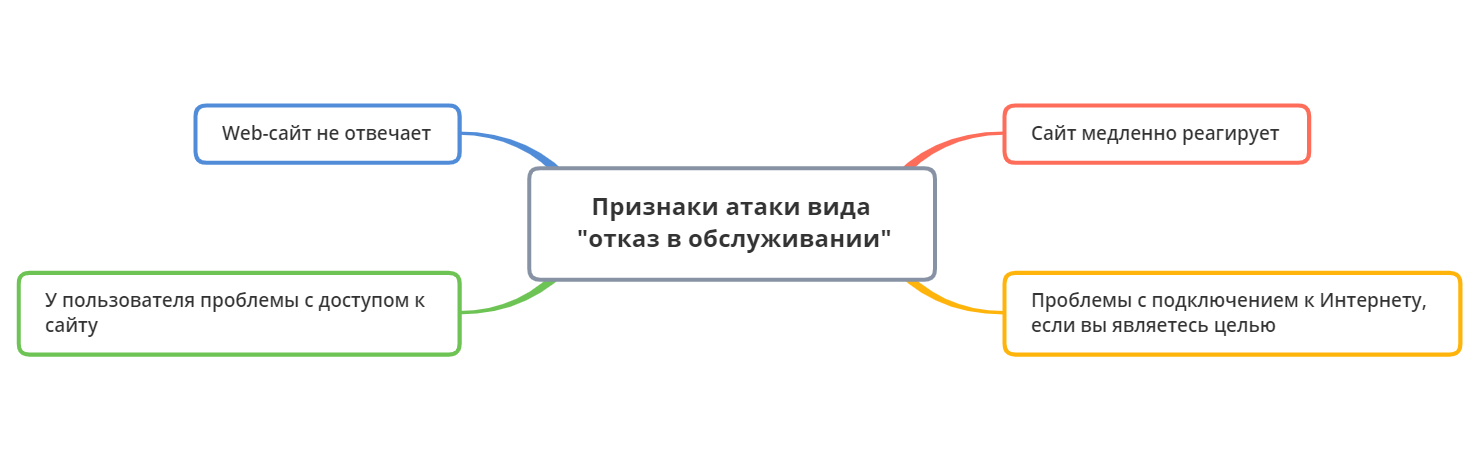 Web-сайт не отвечает
Сайт медленно реагирует
Признаки атаки вида
"отказ в обслуживании"
У пользователя проблемы с доступом к
сайту
Проблемы с подключением к Интернету,
если вы являетесь целью